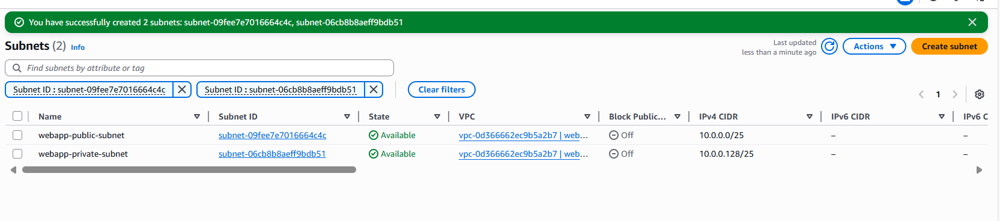 You have successfully created 2 subnets: subnet-09fee7e7016664c4c, subnet-06cb8b8aeff9bdb51
Subnets (2) Info
Last updated
less than a minute ago
Actions
Create subnet
Find subnets by attribute or tag
Subnet ID : subnet-09fee7e7016664c4c
Subnet ID : subnet-06cb8b8aeff9bdb51
Clear filters
1
Name Subnet ID State VPC Block Public... IPv4 CIDR IPv6 CIDR IPv6 C
webapp-public-subnet subnet-09fee7e7016664c4c Available vpc-0d366662ec9b5a2b7 | web... Off 10.0.0.0/25 – –
webapp-private-subnet subnet-06cb8b8aeff9bdb51 Available vpc-0d366662ec9b5a2b7 | web... Off 10.0.0.128/25 – –